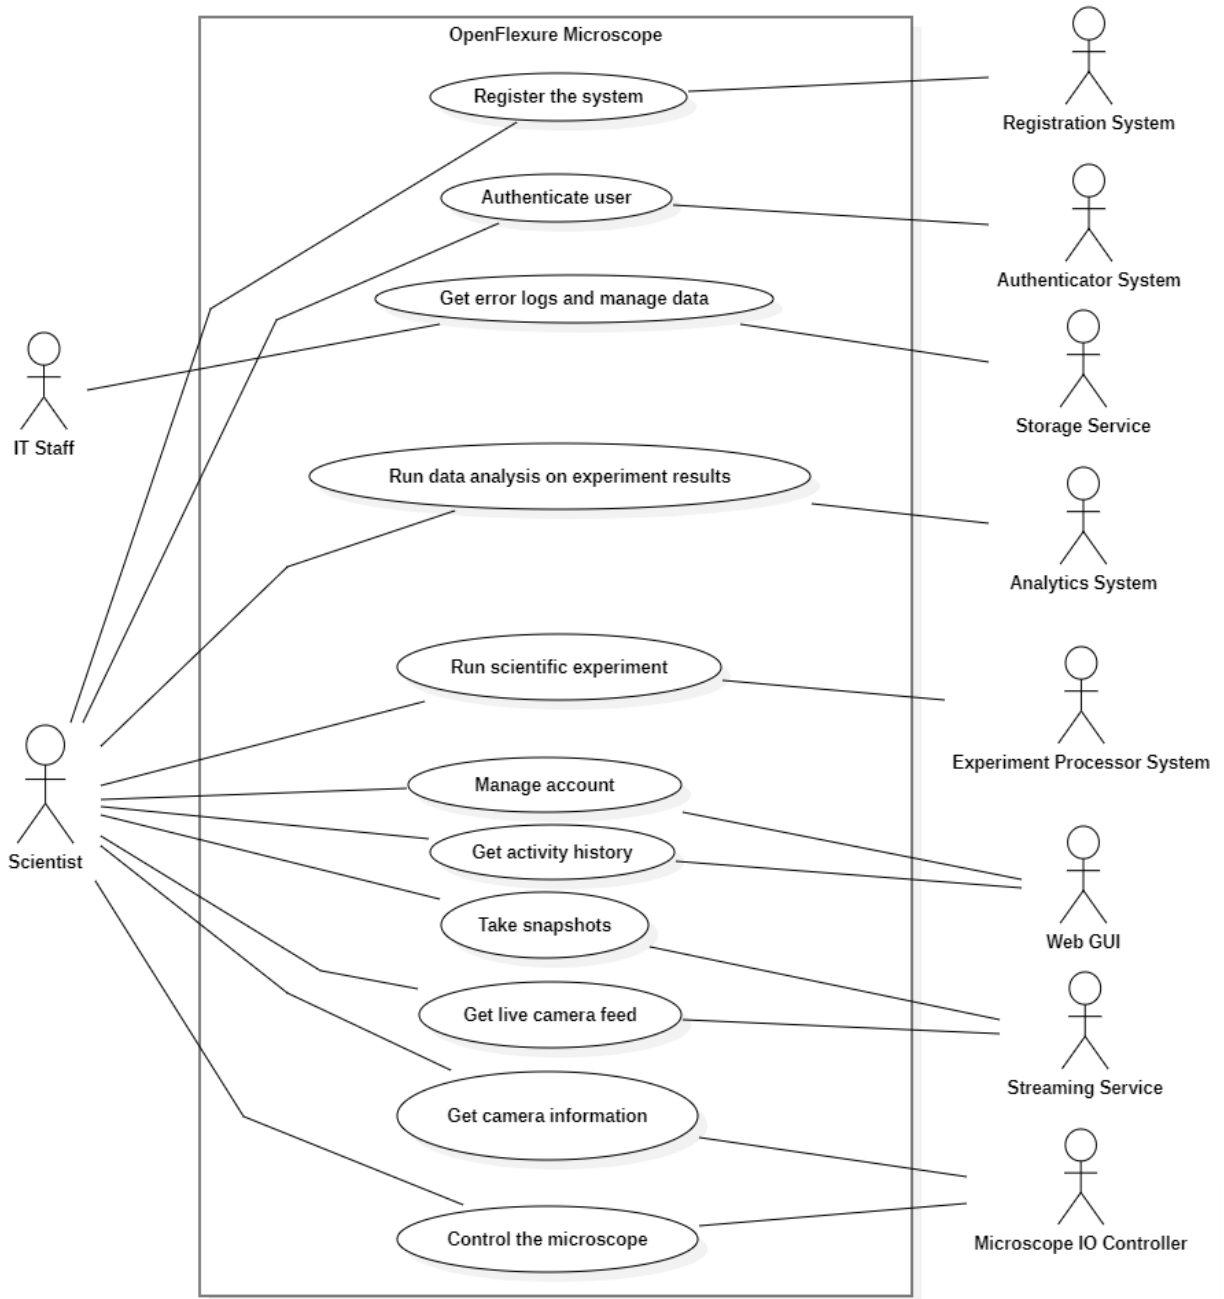 OpenFlexure Microscope
Register the system
Registration System
Authenticate user
Authenticator System
Get error logs and manage data
Storage Service
IT Staff
Run data analysis on experiment results
Analytics System
Run scientific experiment
Experiment Processor System
Manage account
Scientist
Get activity history
Take snapshots
Web GUI
Get live camera feed
Streaming Service
Get camera information
Control the microscope
Microscope IO Controller